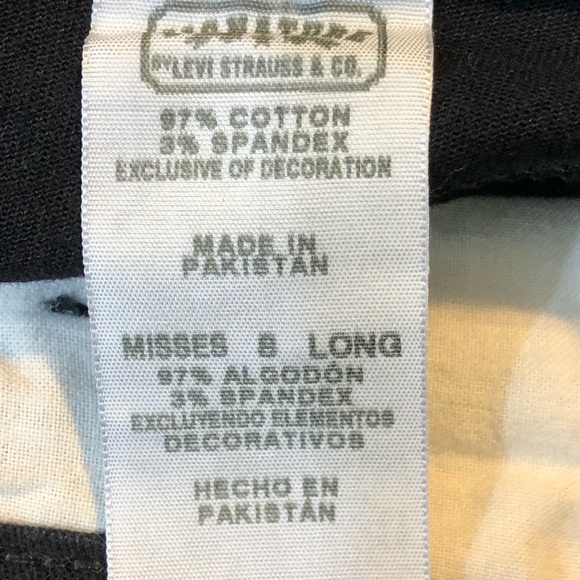 BY LEVI STRAUSS & CO.
97% COTTON
3% SPANDEX
EXCLUSIVE OF DECORATION
MADE IN
PAKISTAN
MISSES 8 LONG
97% ALGODÓN
3% SPANDEX
EXCLUYENDO ELEMENTOS
DECORATIVOS
HECHO EN
PAKISTÁN